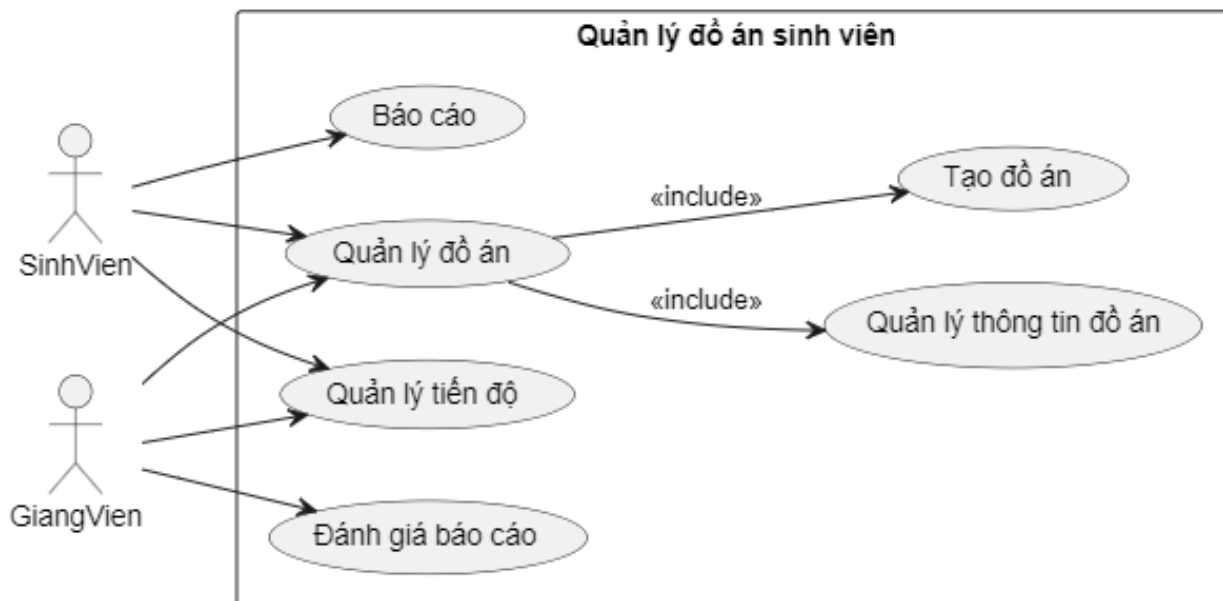 Quản lý đồ án sinh viên
Báo cáo
Tạo đồ án
«include»
SinhVien
Quản lý đồ án
«include»
Quản lý thông tin đồ án
Quản lý tiến độ
GiangVien
Đánh giá báo cáo